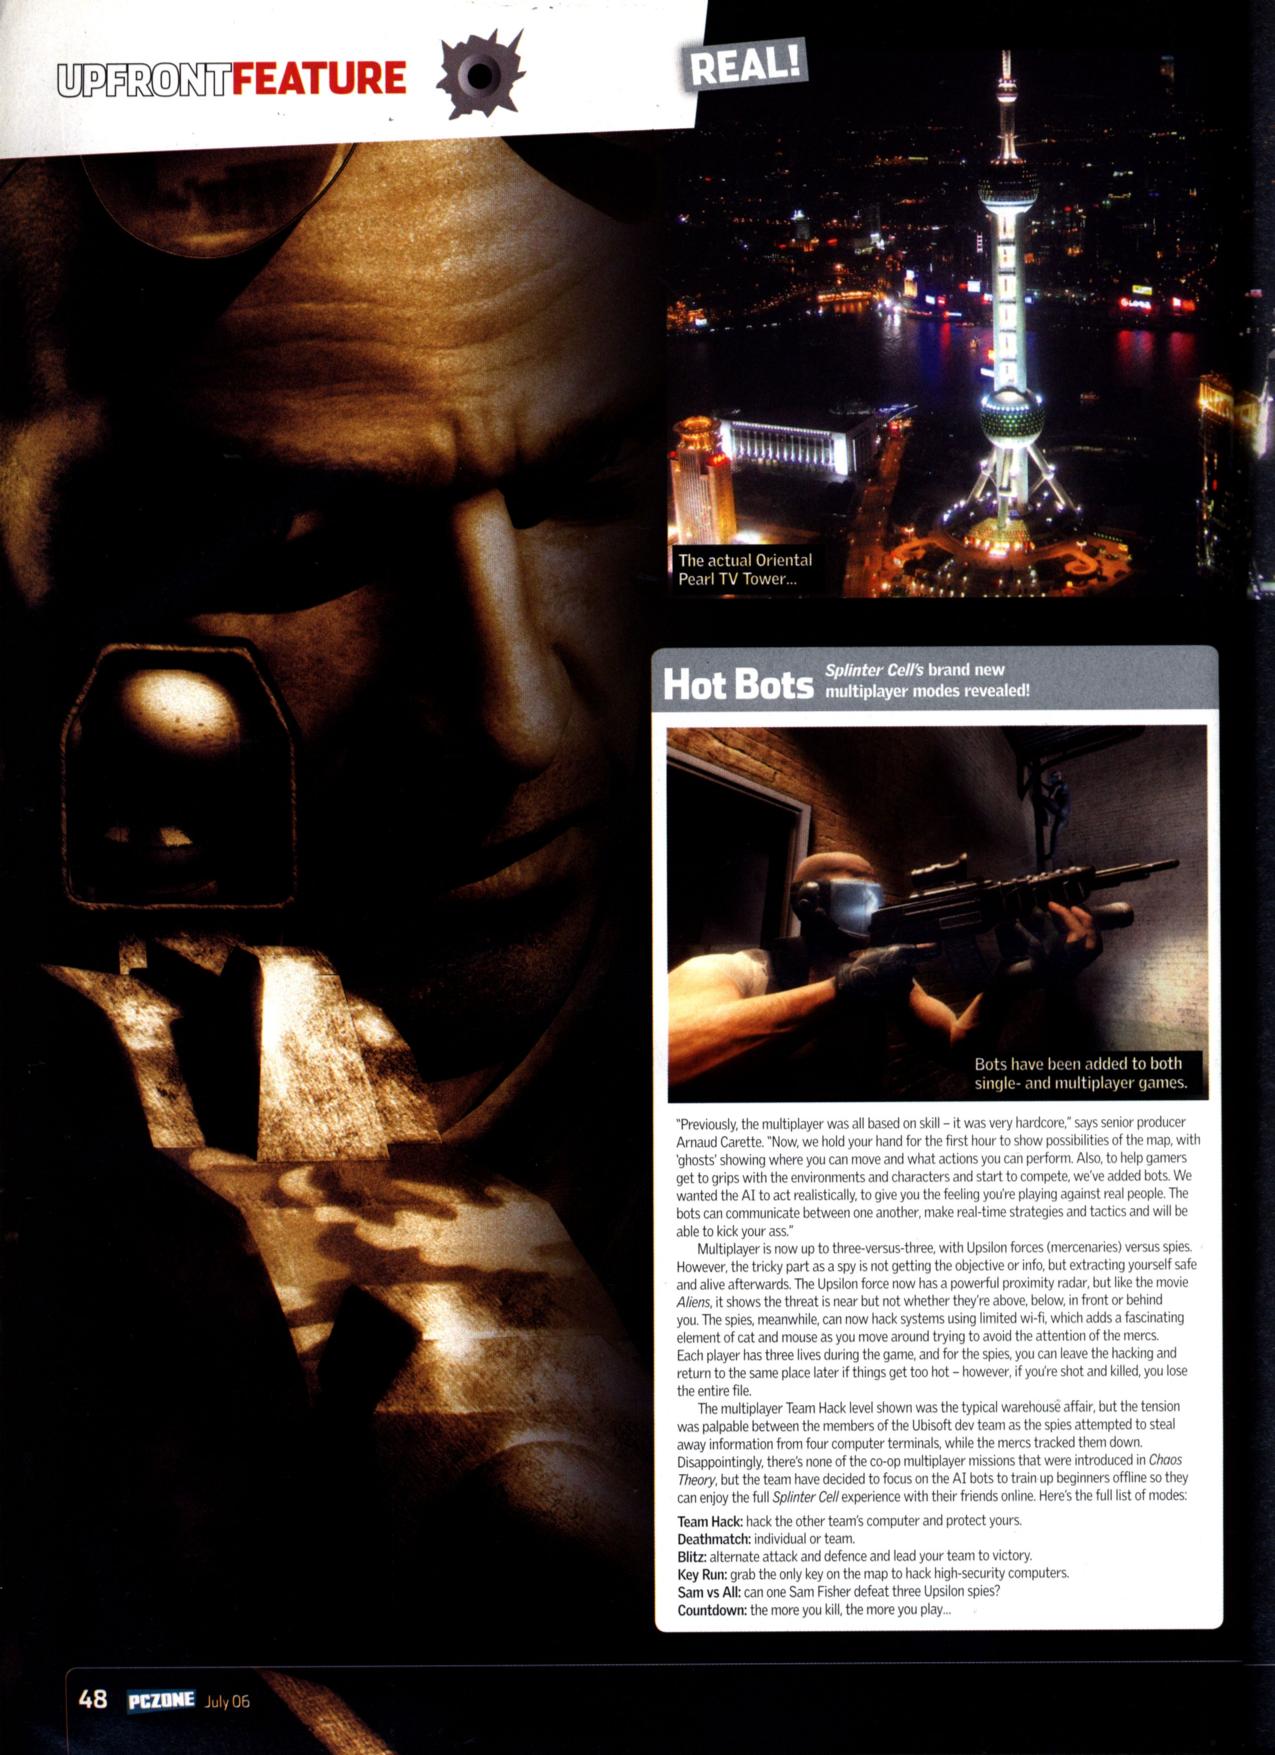 UPFRONTFEATURE
REAL!
The actual Oriental
Pearl TV Tower...
Hot Bots
Splinter Cell's brand new
multiplayer modes revealed!
Bots have been added to both
single- and multiplayer games.
"Previously, the multiplayer was all based on skill – it was very hardcore," says senior producer
Arnaud Carette. "Now, we hold your hand for the first hour to show possibilities of the map, with
'ghosts' showing where you can move and what actions you can perform. Also, to help gamers
get to grips with the environments and characters and start to compete, we've added bots. We
wanted the AI to act realistically, to give you the feeling you're playing against real people. The
bots can communicate between one another, make real-time strategies and tactics and will be
able to kick your ass."
Multiplayer is now up to three-versus-three, with Upsilon forces (mercenaries) versus spies.
However, the tricky part as a spy is not getting the objective or info, but extracting yourself safe
and alive afterwards. The Upsilon force now has a powerful proximity radar, but like the movie
Aliens, it shows the threat is near but not whether they're above, below, in front or behind
you. The spies, meanwhile, can now hack systems using limited wi-fi, which adds a fascinating
element of cat and mouse as you move around trying to avoid the attention of the mercs.
Each player has three lives during the game, and for the spies, you can leave the hacking and
return to the same place later if things get too hot – however, if you're shot and killed, you lose
the entire file.
The multiplayer Team Hack level shown was the typical warehouse affair, but the tension
was palpable between the members of the Ubisoft dev team as the spies attempted to steal
away information from four computer terminals, while the mercs tracked them down.
Disappointingly, there's none of the co-op multiplayer missions that were introduced in Chaos
Theory, but the team have decided to focus on the AI bots to train up beginners offline so they
can enjoy the full Splinter Cell experience with their friends online. Here's the full list of modes:
Team Hack: hack the other team's computer and protect yours.
Deathmatch: individual or team.
Blitz: alternate attack and defence and lead your team to victory.
Key Run: grab the only key on the map to hack high-security computers.
Sam vs All: can one Sam Fisher defeat three Upsilon spies?
Countdown: the more you kill, the more you play...
48 PCZONE July 06